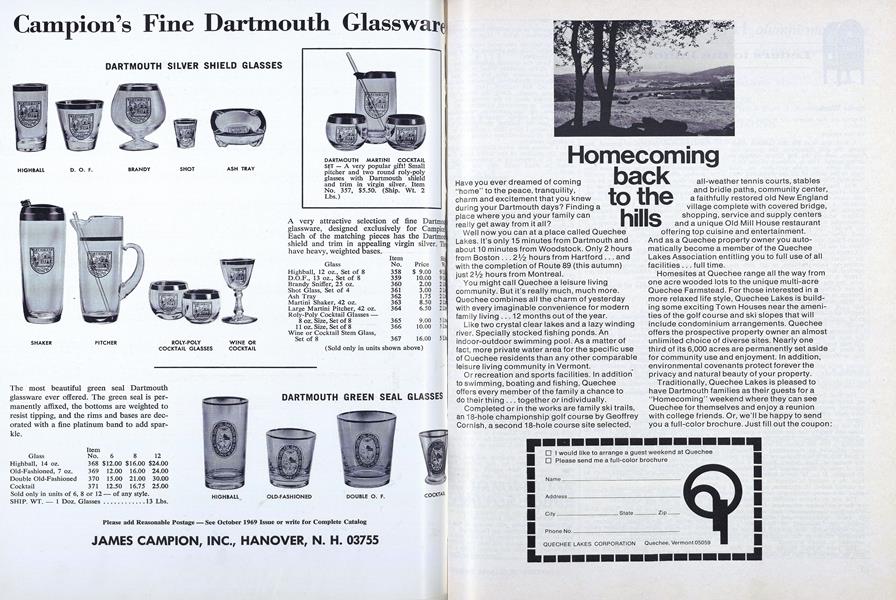 Campion's Fine Dartmouth Glassware
DARTMOUTH SILVER SHIELD GLASSES
HIGHBALL
D. O. F.
BRANDY
SHOT
ASH TRAY
DARTMOUTH MARTINI COCKTAIL
SET — A very popular gift! Small
pitcher and two round roly-poly
glasses with Dartmouth shield
and trim in virgin silver. Item
No. 357, $5.50. (Ship. Wt. 2
Lbs.)
SHAKER
PITCHER
ROLY-POLY
COCKTAIL GLASSES
WINE OR
COCKTAIL
A very attractive selection of fine
glassware, designed exclusively for
Each of the matching pieces has the
shield and trim in appealing virgin silver.
have heavy, weighted bases.
Item
Glass No. Price
Highball, 12 oz., Set of 8 358 $ 9.00
D.O.F., 13 oz., Set of 8 359 10.00
Brandy Snifter, 25 oz. 360 2.00
Shot Glass, Set of 4 361 3.00
Ash Tray 362 1.75
Martini Shaker, 42 oz. 363 8.50
Large Martini Pitcher, 42 oz. 364 6.50
Roly-Poly Cocktail Glasses —
8 oz. Size, Set of 8 365 9.00
11 oz. Size, Set of 8 366 10.00
Wine or Cocktail Stem Glass,
Set of 8 367 16.00
(Sold only in units shown above)
The most beautiful green seal Dartmouth
glassware ever offered. The green seal is per-
manently affixed, the bottoms are weighted to
resist tipping, and the rims and bases are dec-
orated with a fine platinum band to add spar-
kle.
Item
Glass No. 6 8 12
Highball, 14 oz. 368 $12.00 $16.00 $24.00
Old-Fashioned, 7 oz. 369 12.00 16.00 24.00
Double Old-Fashioned 370 15.00 21.00 30.00
Cocktail 371 12.50 16.75 25.00
Sold only in units of 6, 8 or 12 — of any style.
SHIP. WT. — 1 Doz. Glasses ............13 Lbs.
DARTMOUTH GREEN SEAL GLASSES
HIGHBALL
OLD-FASHIONED
DOUBLE O. F.
Please add Reasonable Postage — See October 1969 Issue or write for Complete Catalog
JAMES CAMPION, INC., HANOVER, N. H. 03755
Homecoming
back
to the
hills
Have you ever dreamed of coming
"home" to the peace, tranquility,
charm and excitement that you knew
during your Dartmouth days? Finding a
place where you and your family can
really get away from it all?
Well now you can at a place called Quechee
Lakes. It's only 15 minutes from Dartmouth and
about 10 minutes from Woodstock. Only 2 hours
from Boston . . . 2½ hours from Hartford . . . and
with the completion of Route 89 (this autumn)
just 2½ hours from Montreal.
You might call Quechee a leisure living
community. But it's really much, much more.
Quechee combines all the charm of yesterday
with every imaginable convenience for modern
family living . . . 12 months out of the year.
Like two crystal clear lakes and a lazy winding
river. Specially stocked fishing ponds. An
indoor-outdoor swimming pool. As a matter of
fact, more private water area for the specific use
of Quechee residents than any other comparable
leisure living community in Vermont.
Or recreation and sports facilities. In addition
to swimming, boating and fishing, Quechee
offers every member of the family a chance to
do their thing . . . together or individually.
Completed or in the works are family ski trails,
an 18-hole championship golf course by Geoffrey
Cornish, a second 18-hole course site selected,
all-weather tennis courts, stables
and bridle paths, community center,
a faithfully restored old New England
village complete with covered bridge,
shopping, service and supply centers
and a unique Old Mill House restaurant
offering top cuisine and entertainment.
And as a Quechee property owner you auto-
matically become a member of the Quechee
Lakes Association entitling you to full use of all
facilities . . . full time.
Homesites at Quechee range all the way from
one acre wooded lots to the unique multi-acre
Quechee Farmstead. For those interested in a
more relaxed life style, Quechee Lakes is build-
ing some exciting Town Houses near the ameni-
ties of the golf course and ski slopes that will
include condominium arrangements. Quechee
offers the prospective property owner an almost
unlimited choice of diverse sites. Nearly one
third of its 6,000 acres are permanently set aside
for community use and enjoyment. In addition,
environmental covenants protect forever the
privacy and natural beauty of your property.
Traditionally, Quechee Lakes is pleased to
have Dartmouth families as their guests for a
"Homecoming" weekend where they can see
Quechee for themselves and enjoy a reunion
with college friends. Or, we'll be happy to send
you a full-color brochure. Just fill out the coupon:
I would like to arrange a guest weekend at Quechee
Please send me a full-color brochure
Name
Address
City State Zip
Phone No.
QUECHEE LAKES CORPORATION Quechee, Vermont 05059